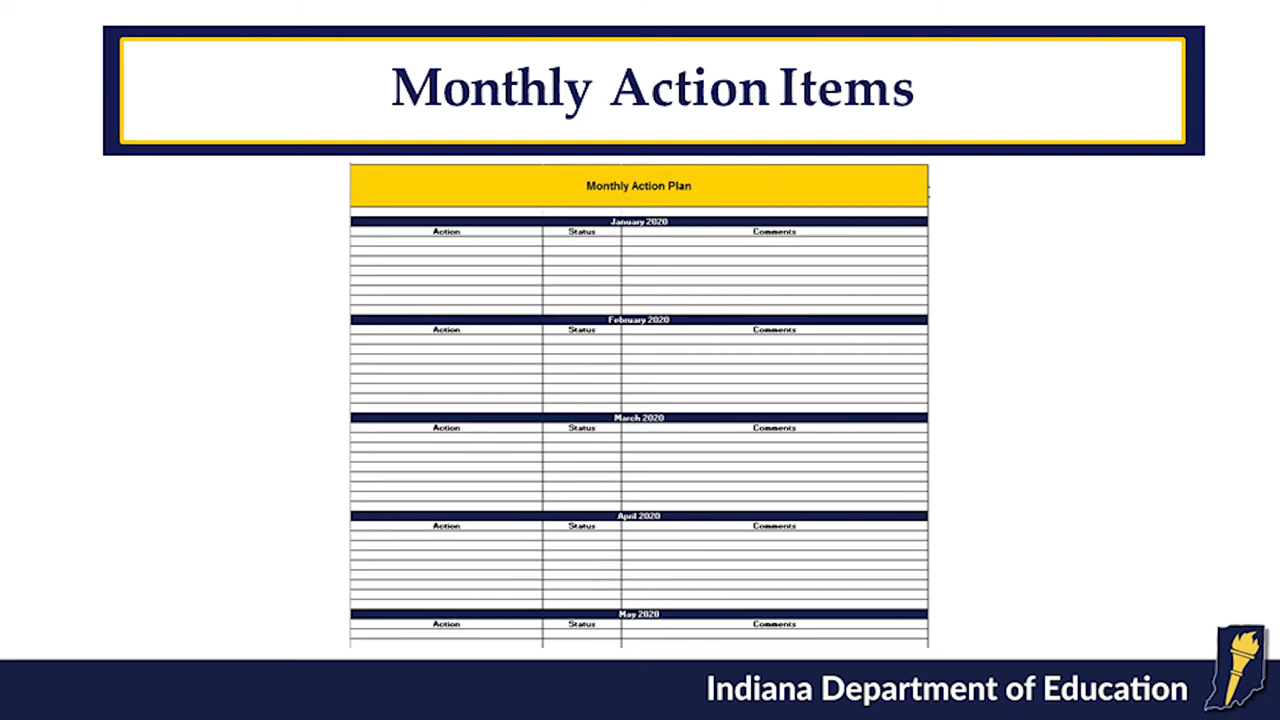 Monthly Action Items
Monthly Action Plan
January 2020
Action Status Comments
February 2020
Action Status Comments
March 2020
Action Status Comments
April 2020
Action Status Comments
May 2020
Action Status Comments
Indiana Department of Education